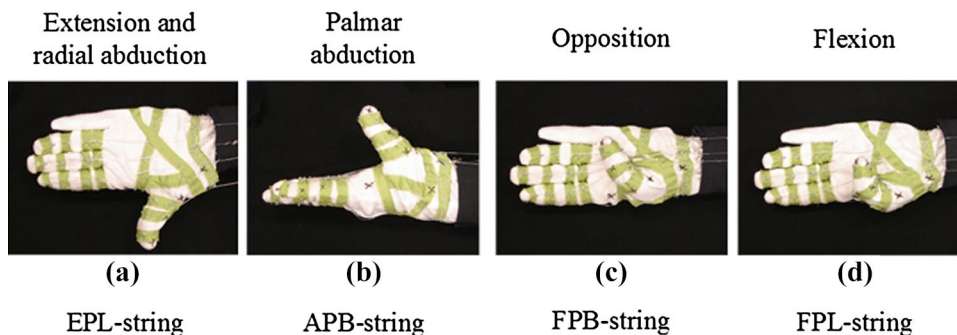 Extension and
radial abduction
Palmar
abduction
Opposition
Flexion
(a)
(b)
(c)
(d)
EPL-string
APB-string
FPB-string
FPL-string